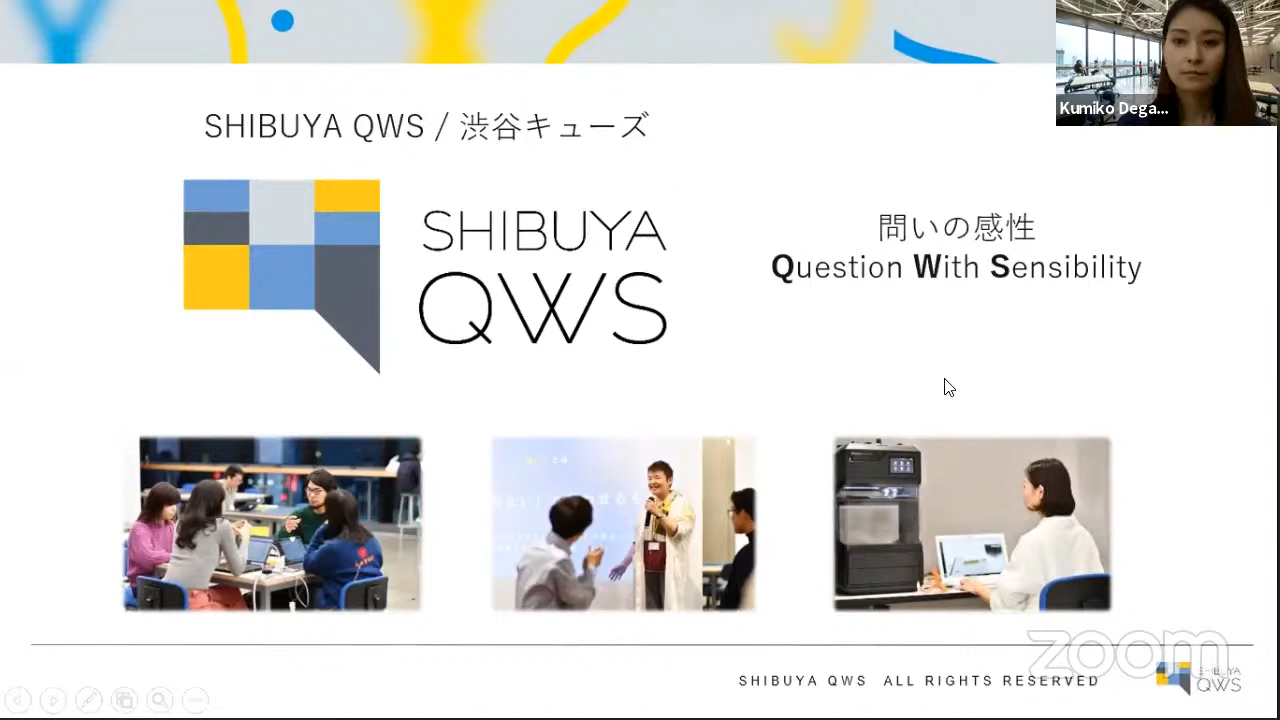 SHIBUYA QWS / 渋谷キューズ
Kumiko Dega...
SHIBUYA
QWS
問いの感性
Question With Sensibility
zoom
SHIBUYA QWS ALL RIGHTS RESERVED
SHIBUYA
QWS